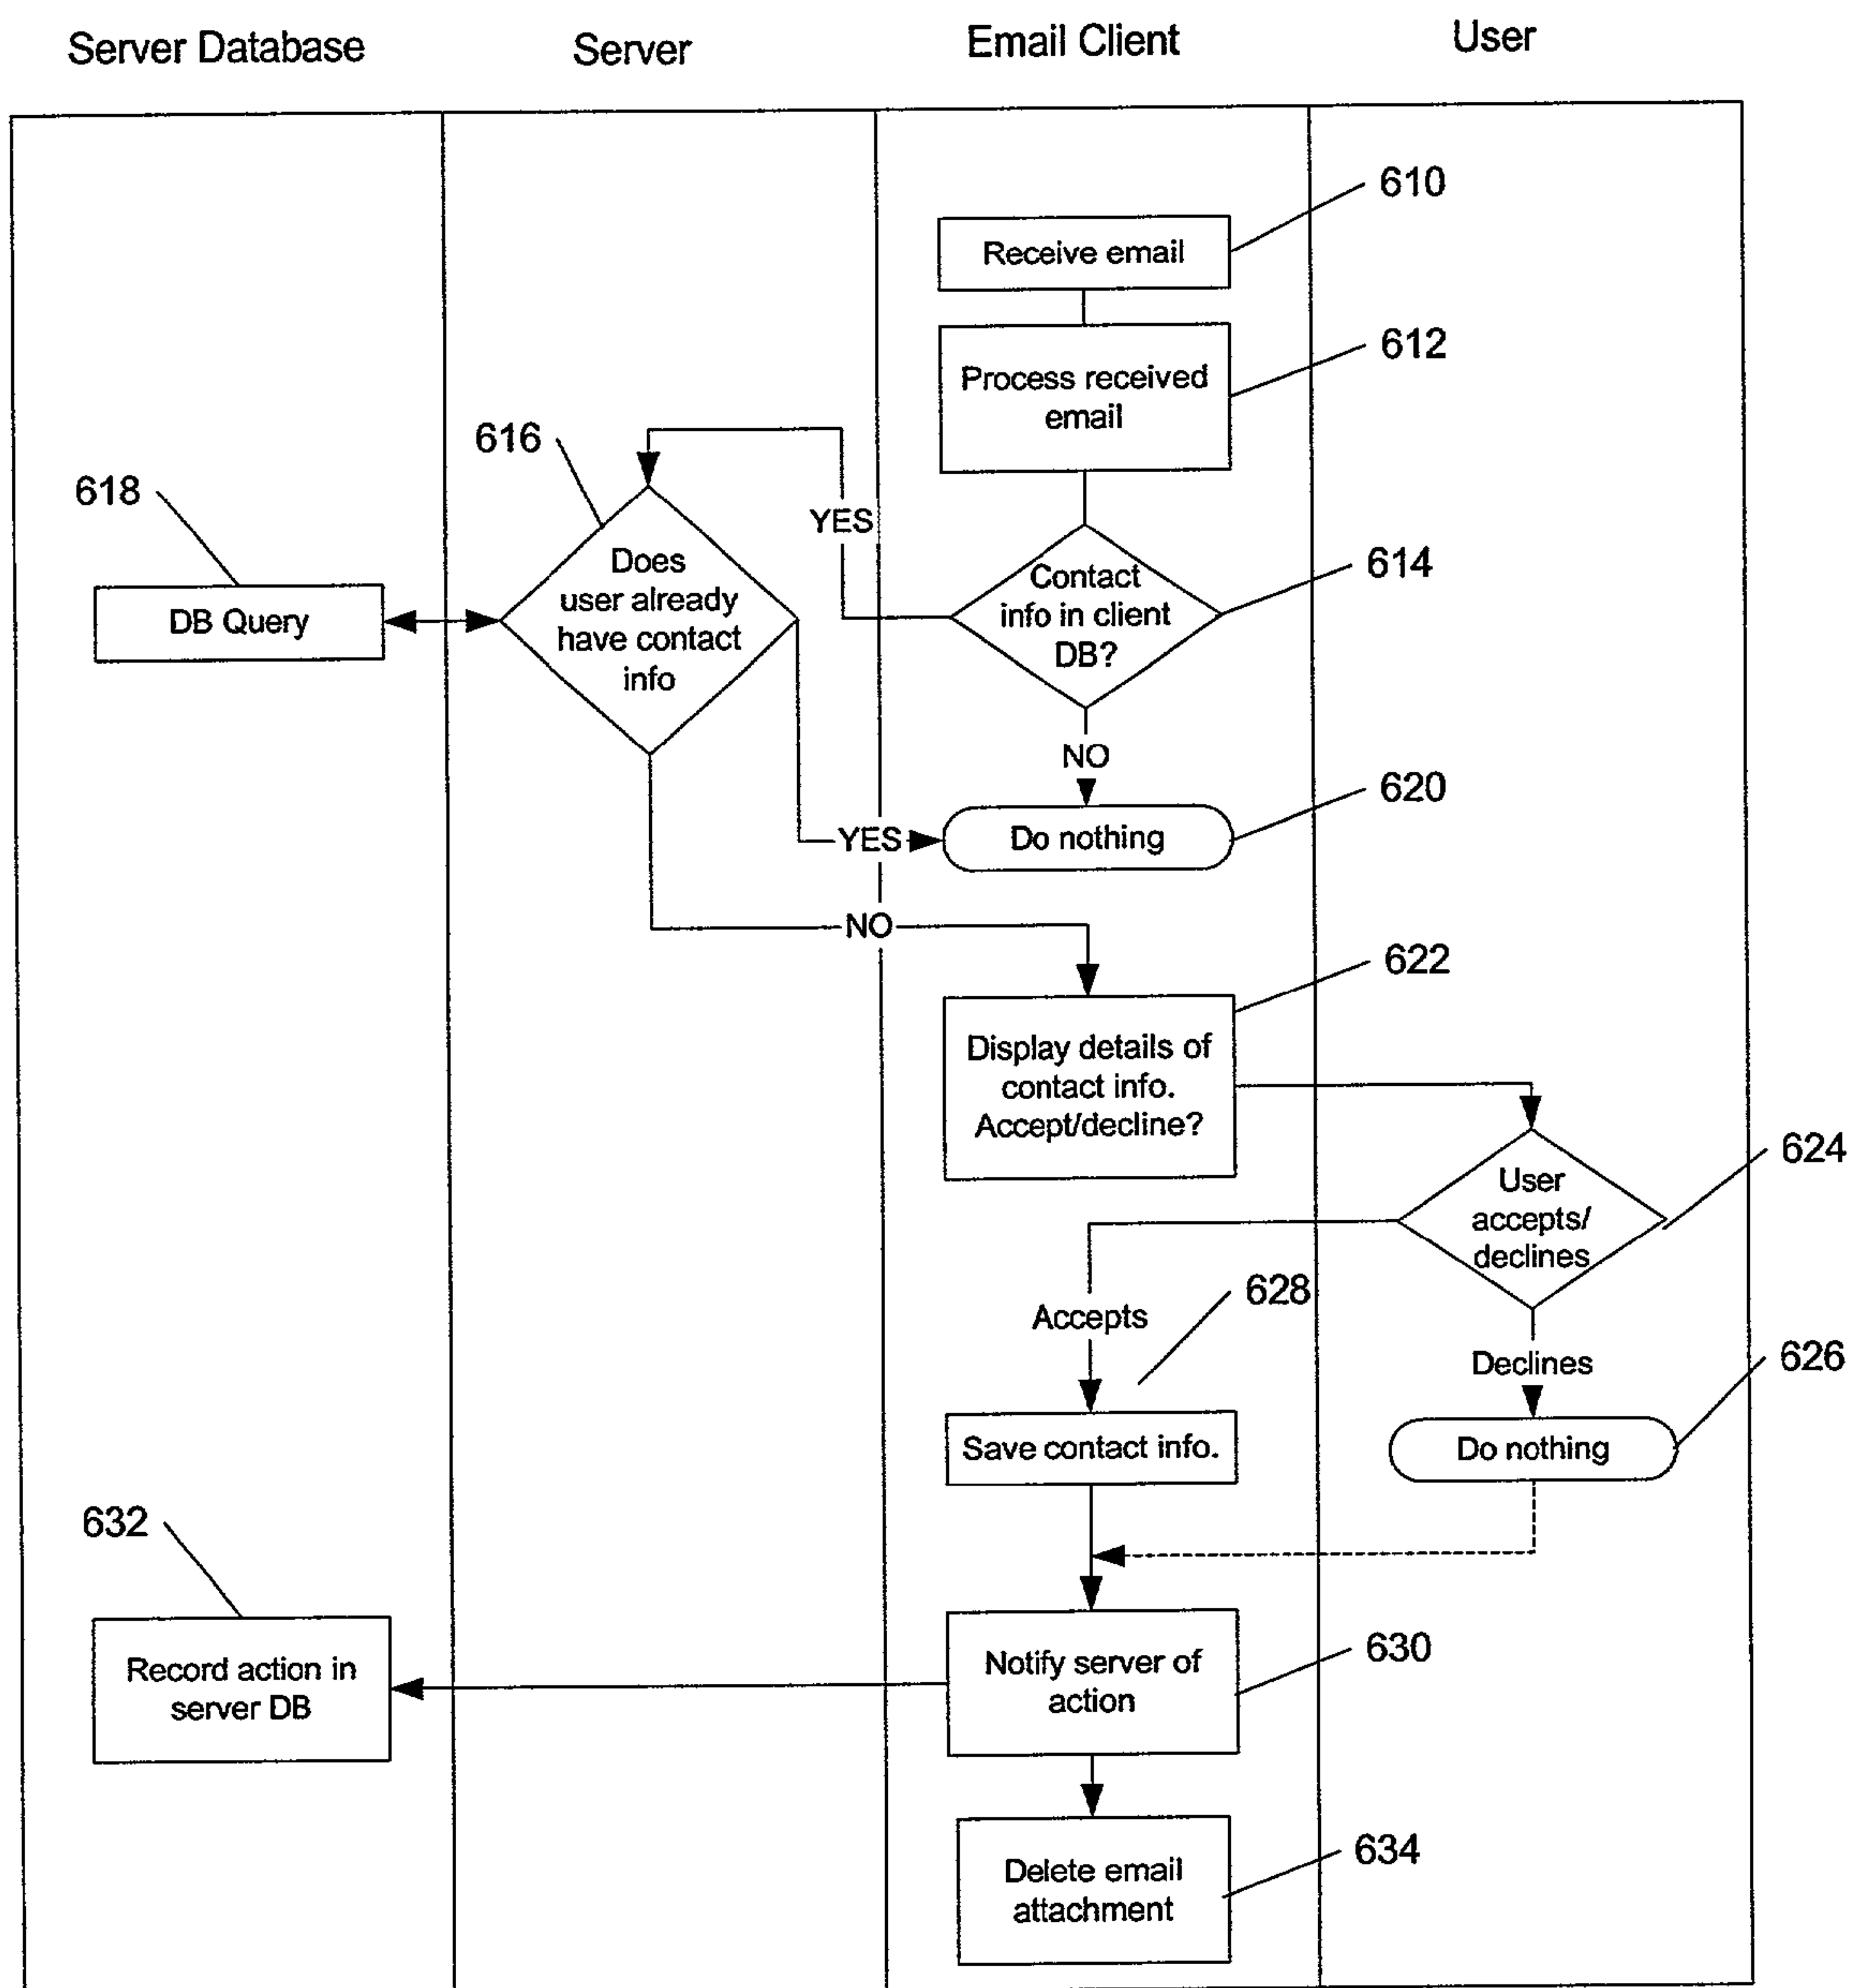 Server Database
Server
Email Client
User
610
Receive email
612
Process received
email
616
618
YES
614
Does
user already
have contact
info
Contact
info in client
DB?
DB Query
NO
620
YES
Do nothing
NO
622
Display details of
contact info.
Accept/decline?
624
User
accepts/
declines
628
Accepts
626
Declines
Save contact info.
Do nothing
632
630
Record action in
server DB
Notify server of
action
634
Delete email
attachment